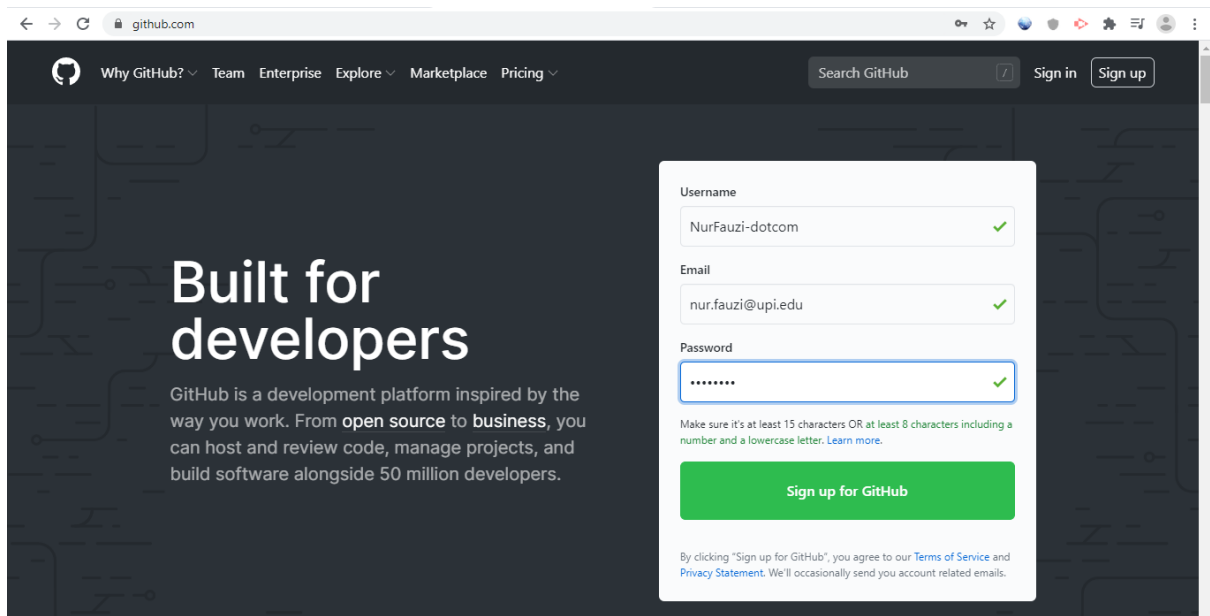 github.com
Why GitHub? Team Enterprise Explore Marketplace Pricing Search GitHub / Sign in Sign up
Built for
developers
GitHub is a development platform inspired by the
way you work. From open source to business, you
can host and review code, manage projects, and
build software alongside 50 million developers.
Username
NurFauzi-dotcom
Email
nur.fauzi@upi.edu
Password
••••••••
Make sure it's at least 15 characters OR at least 8 characters including a
number and a lowercase letter. Learn more.
Sign up for GitHub
By clicking "Sign up for GitHub", you agree to our Terms of Service and
Privacy Statement. We'll occasionally send you account related emails.